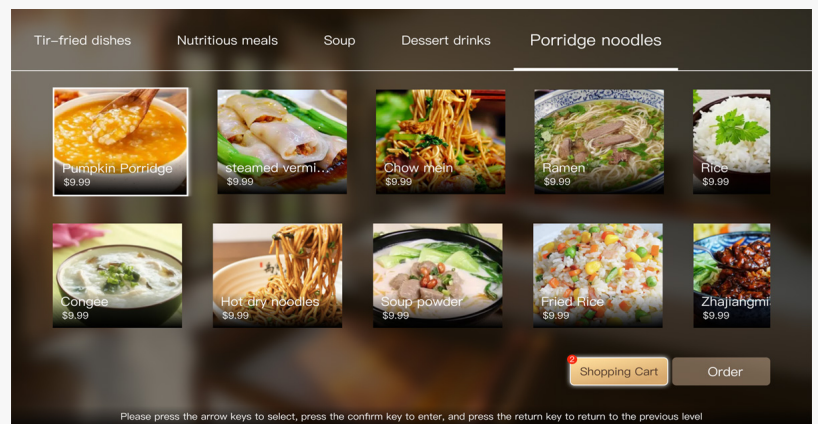 Tir-fried dishes
Nutritious meals
Soup
Dessert drinks
Porridge noodles
Pumpkin Porridge
$9.99
steamed vermi...
$9.99
Chow mein
$9.99
Ramen
$9.99
Rice
$9.99
Congee
$9.99
Hot dry noodles
$9.99
Soup powder
$9.99
Fried Rice
$9.99
Zhajiangmi
$9.99
2
Shopping Cart
Order
Please press the arrow keys to select, press the confirm key to enter, and press the return key to return to the previous level